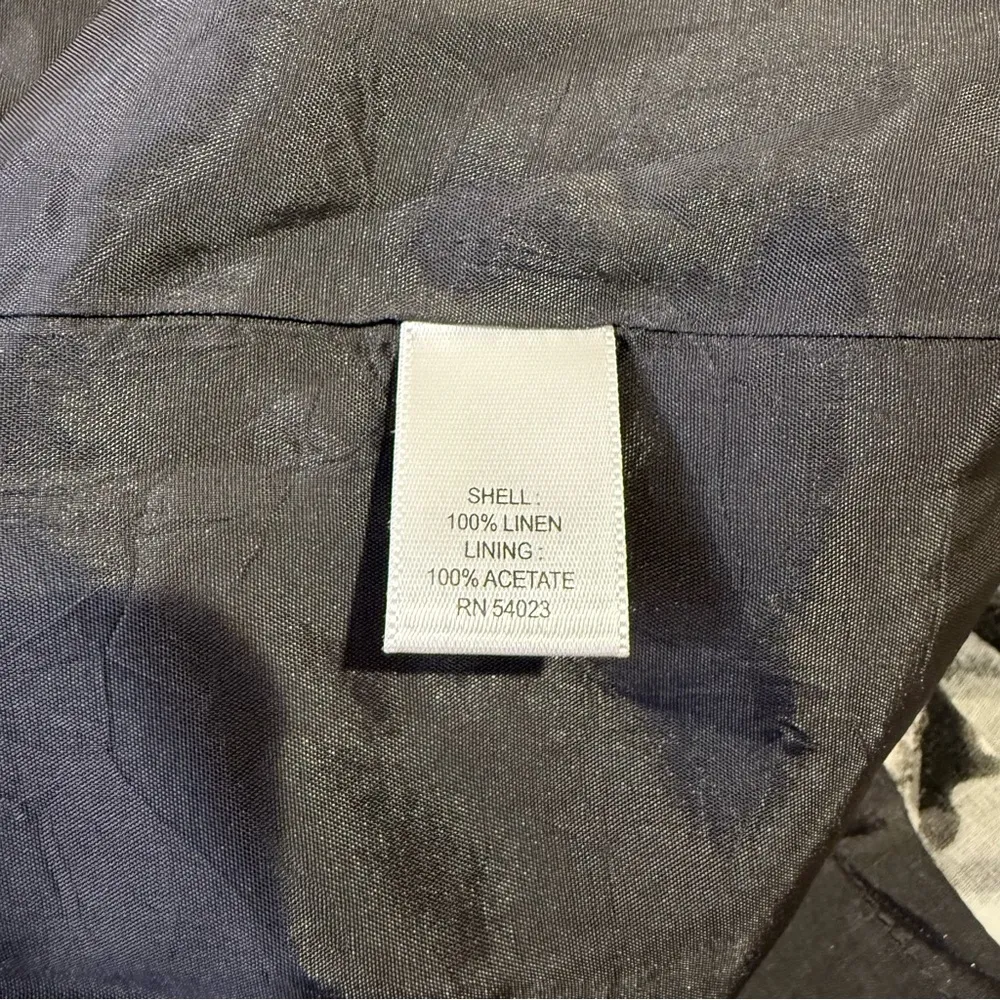 SHELL :
100% LINEN
LINING :
100% ACETATE
RN 54023